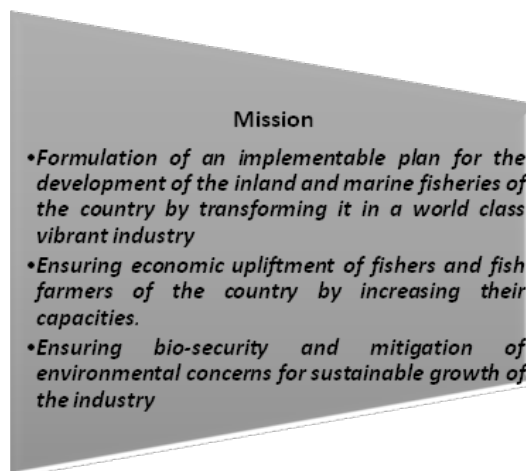 Mission
•Formulation of an implementable plan for the
development of the inland and marine fisheries of
the country by transforming it in a world class
vibrant industry
•Ensuring economic upliftment of fishers and fish
farmers of the country by increasing their
capacities.
•Ensuring bio-security and mitigation of
environmental concerns for sustainable growth of
the industry